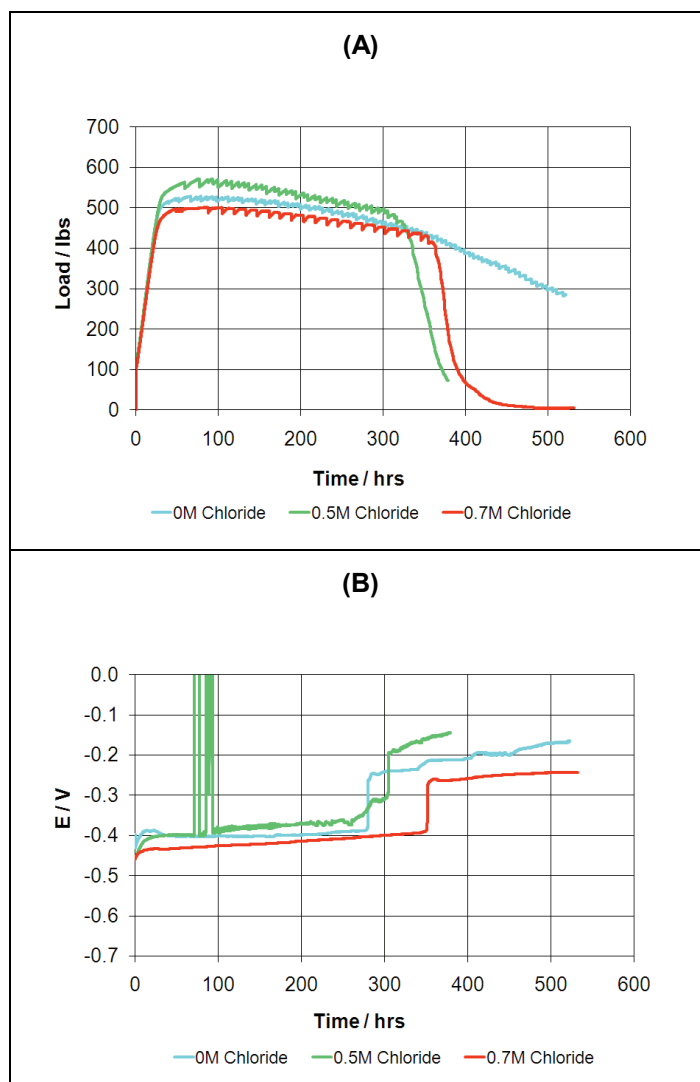 (A)
700
600
500
400
300
200
100
0
Load / lbs
0 100 200 300 400 500 600
Time / hrs
0M Chloride 0.5M Chloride 0.7M Chloride
(B)
0.0
-0.1
-0.2
-0.3
-0.4
-0.5
-0.6
-0.7
E / V
0 100 200 300 400 500 600
Time / hrs
0M Chloride 0.5M Chloride 0.7M Chloride